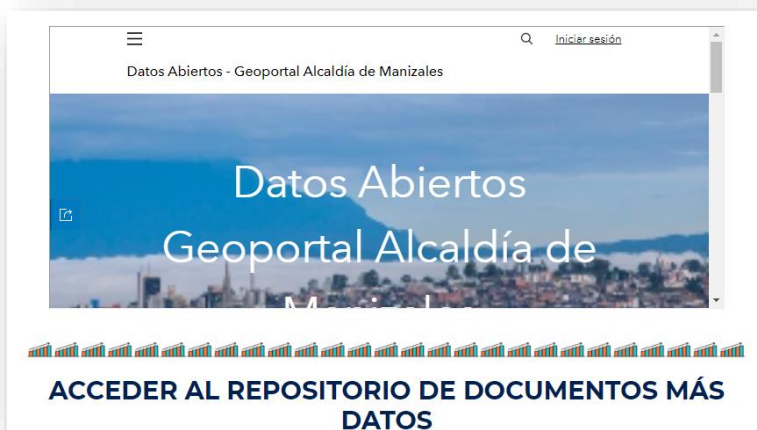 Iniciar sesión
Datos Abiertos - Geoportal Alcaldía de Manizales
Datos Abiertos
Geoportal Alcaldía de
Manizales
ACCEDER AL REPOSITORIO DE DOCUMENTOS MÁS
DATOS